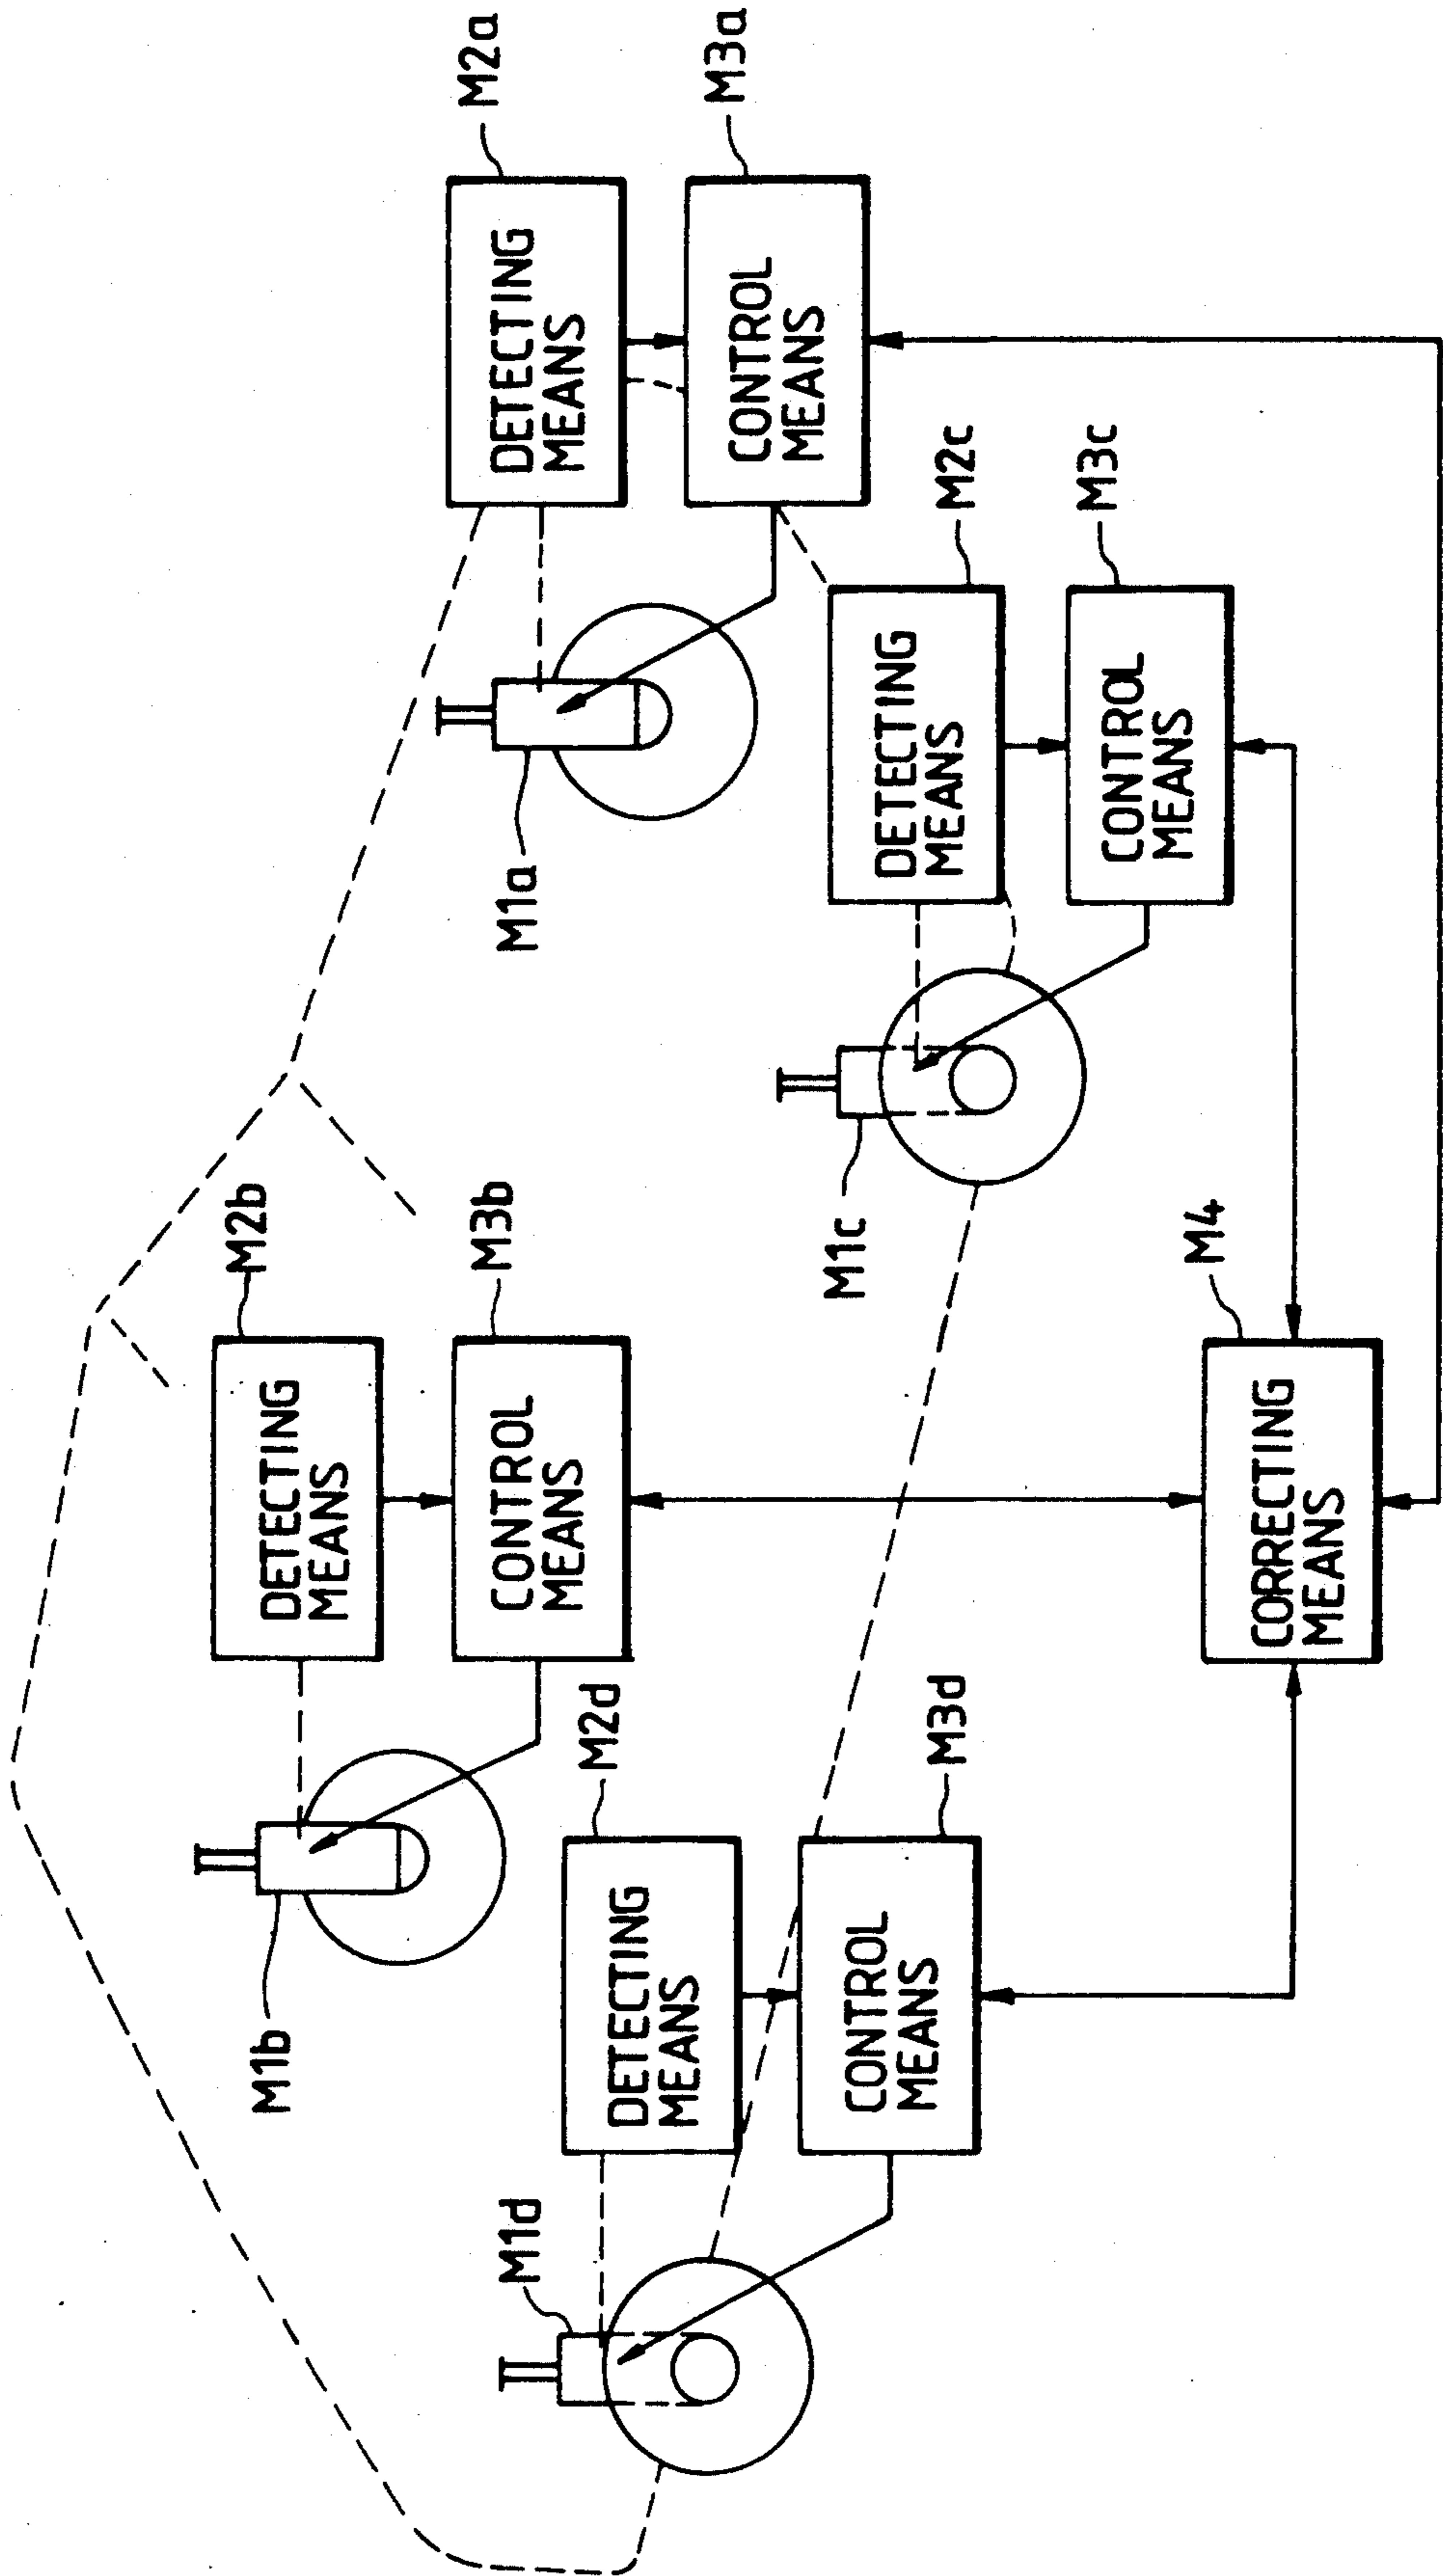 M2a
DETECTING
MEANS
M3a
CONTROL
MEANS
M1a
M2c
DETECTING
MEANS
M3c
CONTROL
MEANS
M1c
M2b
DETECTING
MEANS
M3b
CONTROL
MEANS
M1b
M2d
DETECTING
MEANS
M3d
CONTROL
MEANS
M1d
M4
CORRECTING
MEANS